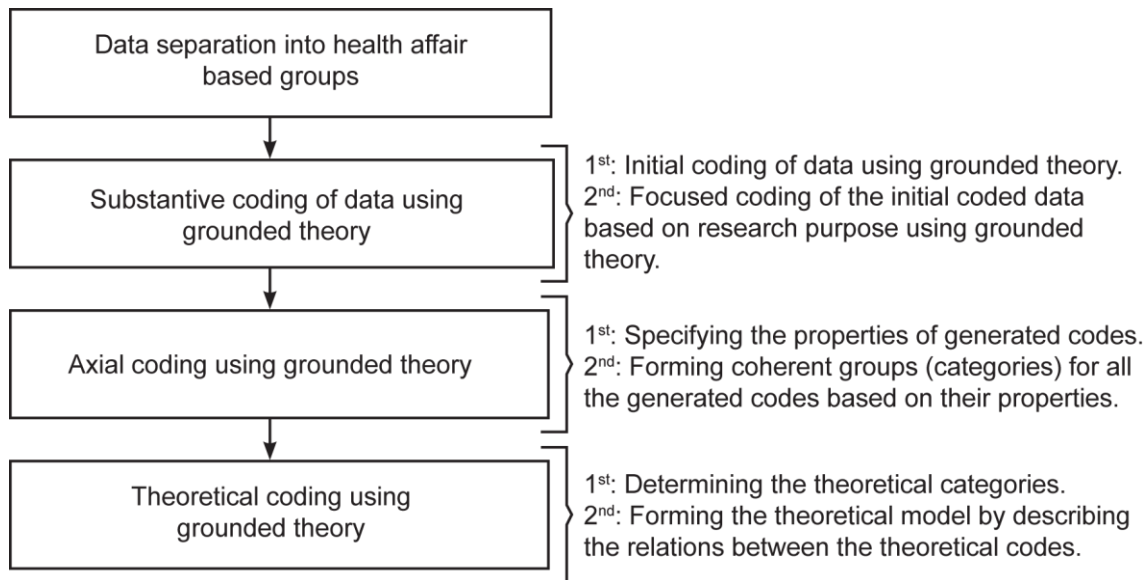 Data separation into health affair
based groups
Substantive coding of data using
grounded theory
1st: Initial coding of data using grounded theory.
2nd: Focused coding of the initial coded data
based on research purpose using grounded
theory.
Axial coding using grounded theory
1st: Specifying the properties of generated codes.
2nd: Forming coherent groups (categories) for all
the generated codes based on their properties.
Theoretical coding using
grounded theory
1st: Determining the theoretical categories.
2nd: Forming the theoretical model by describing
the relations between the theoretical codes.